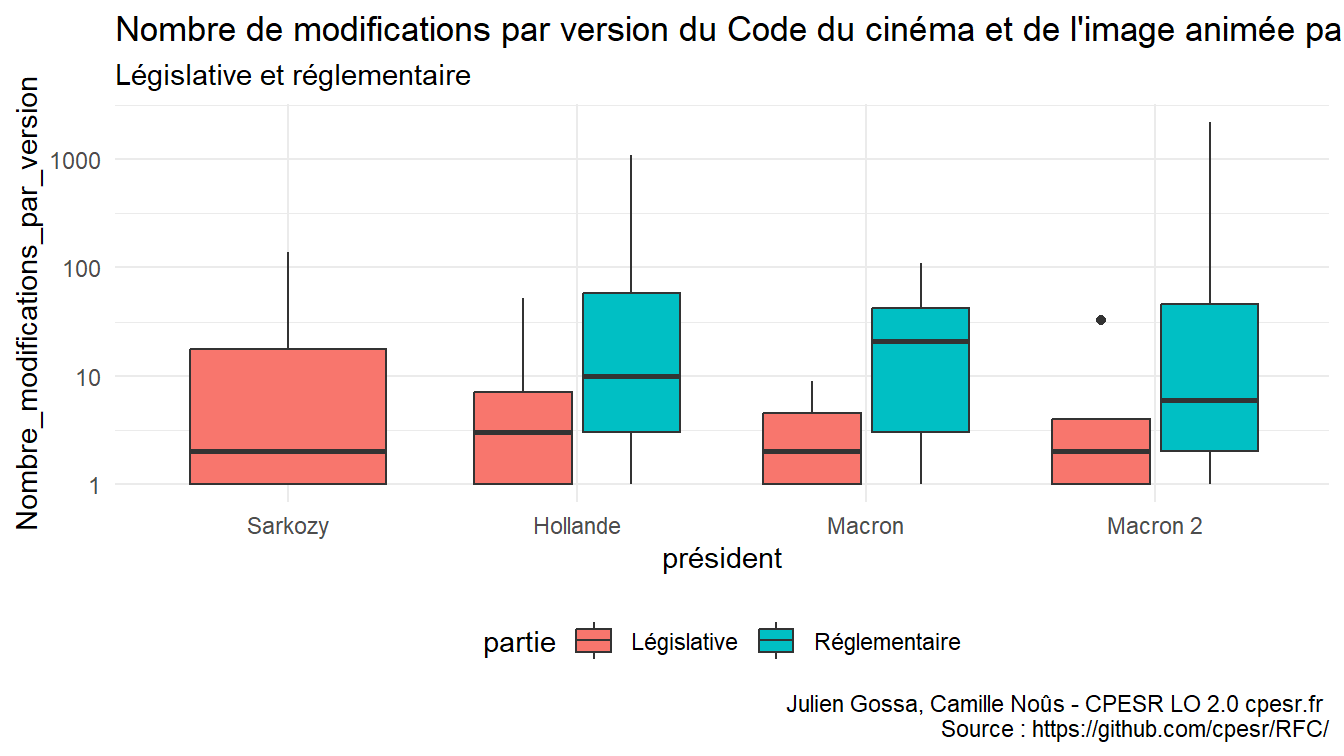 Nombre de modifications par version du Code du cinéma et de l'image animée pa
Législative et réglementaire
Nombre_modifications_par_version
1000
100
10
1
Sarkozy Hollande Macron Macron 2
président
partie Législative Réglementaire
Julien Gossa, Camille Noûs - CPESR LO 2.0 cpesr.fr
Source : https://github.com/cpesr/RFC/